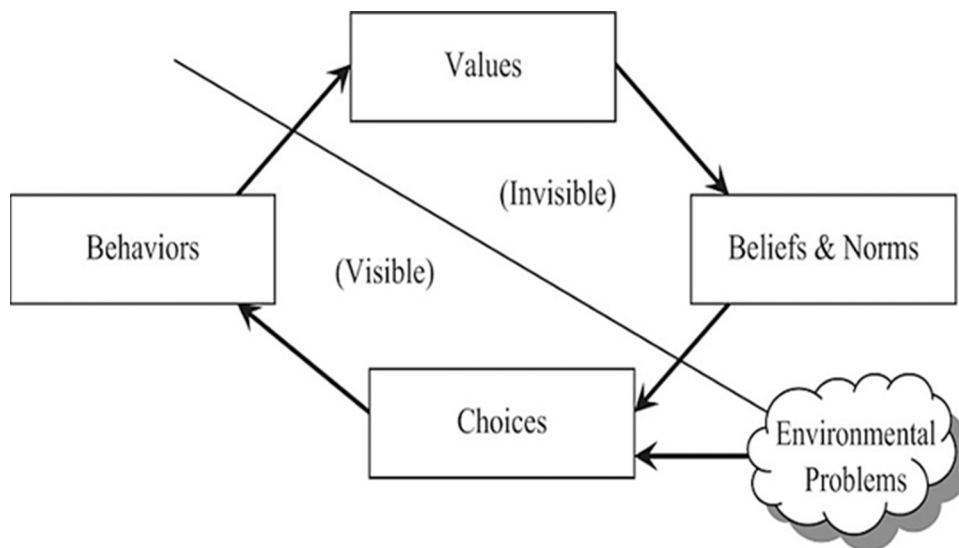 Values
(Invisible)
Behaviors
Beliefs & Norms
(Visible)
Choices
Environmental
Problems